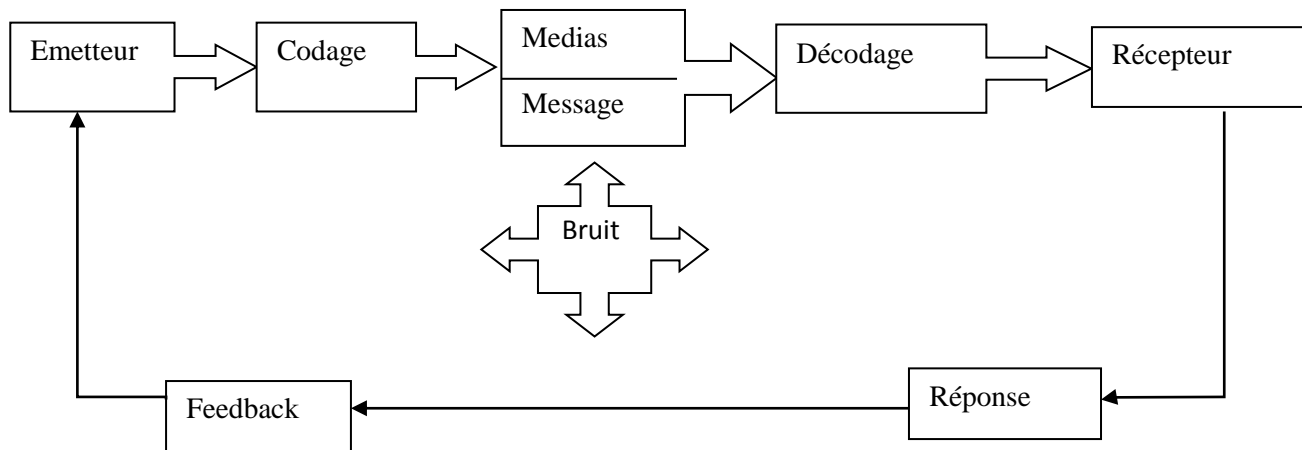 Emetteur
Codage
Medias
Message
Décodage
Récepteur
Bruit
Feedback
Réponse